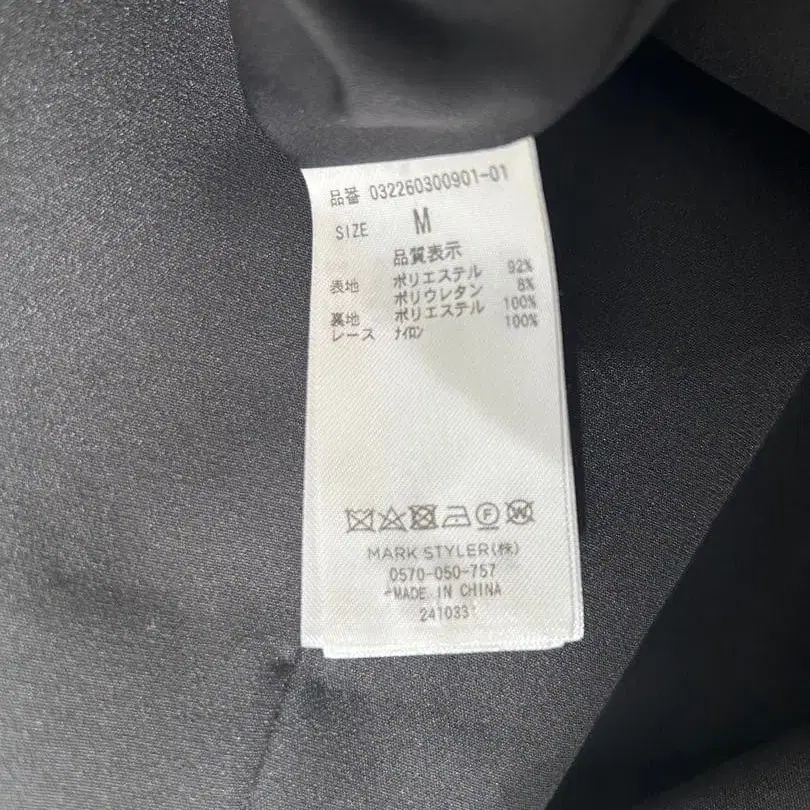 品番 032260300901-01
SIZE M
品質表示
表地 ポリエステル 92%
ポリウレタン 8%
裏地 ポリエステル 100%
レース ナイロン 100%
MARK STYLER(株)
0570-050-757
MADE IN CHINA
241033